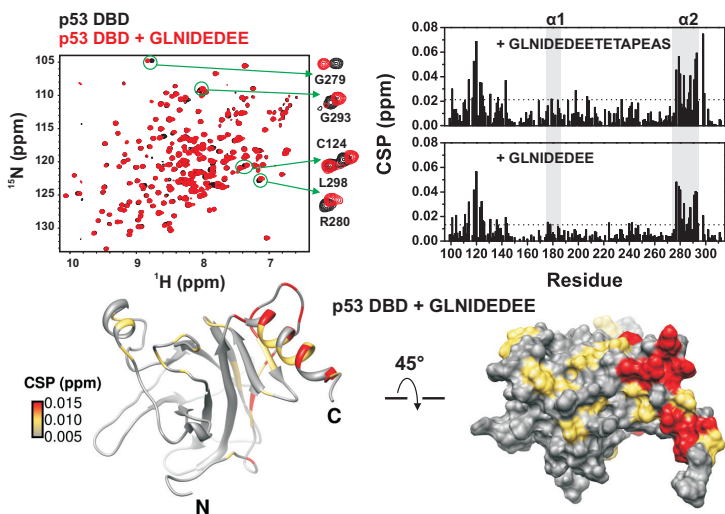 p53 DBD
p53 DBD + GLNIDEDEE
105
110
115
120
125
130
¹⁵N (ppm)
10
9
8
7
¹H (ppm)
G279
G293
C124
L298
R280
α1
α2
+ GLNIDEDEETETAPEAS
0.08
0.06
0.04
0.02
0.00
CSP (ppm)
+ GLNIDEDEE
0.08
0.06
0.04
0.02
0.00
100 120 140 160 180 200 220 240 260 280 300
Residue
p53 DBD + GLNIDEDEE
CSP (ppm)
0.015
0.010
0.005
C
N
45°